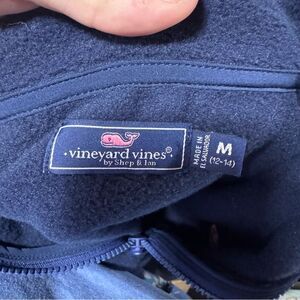 vineyard vines®
by Shep & Ian
MADE IN
EL SALVADOR
M
(12-14)